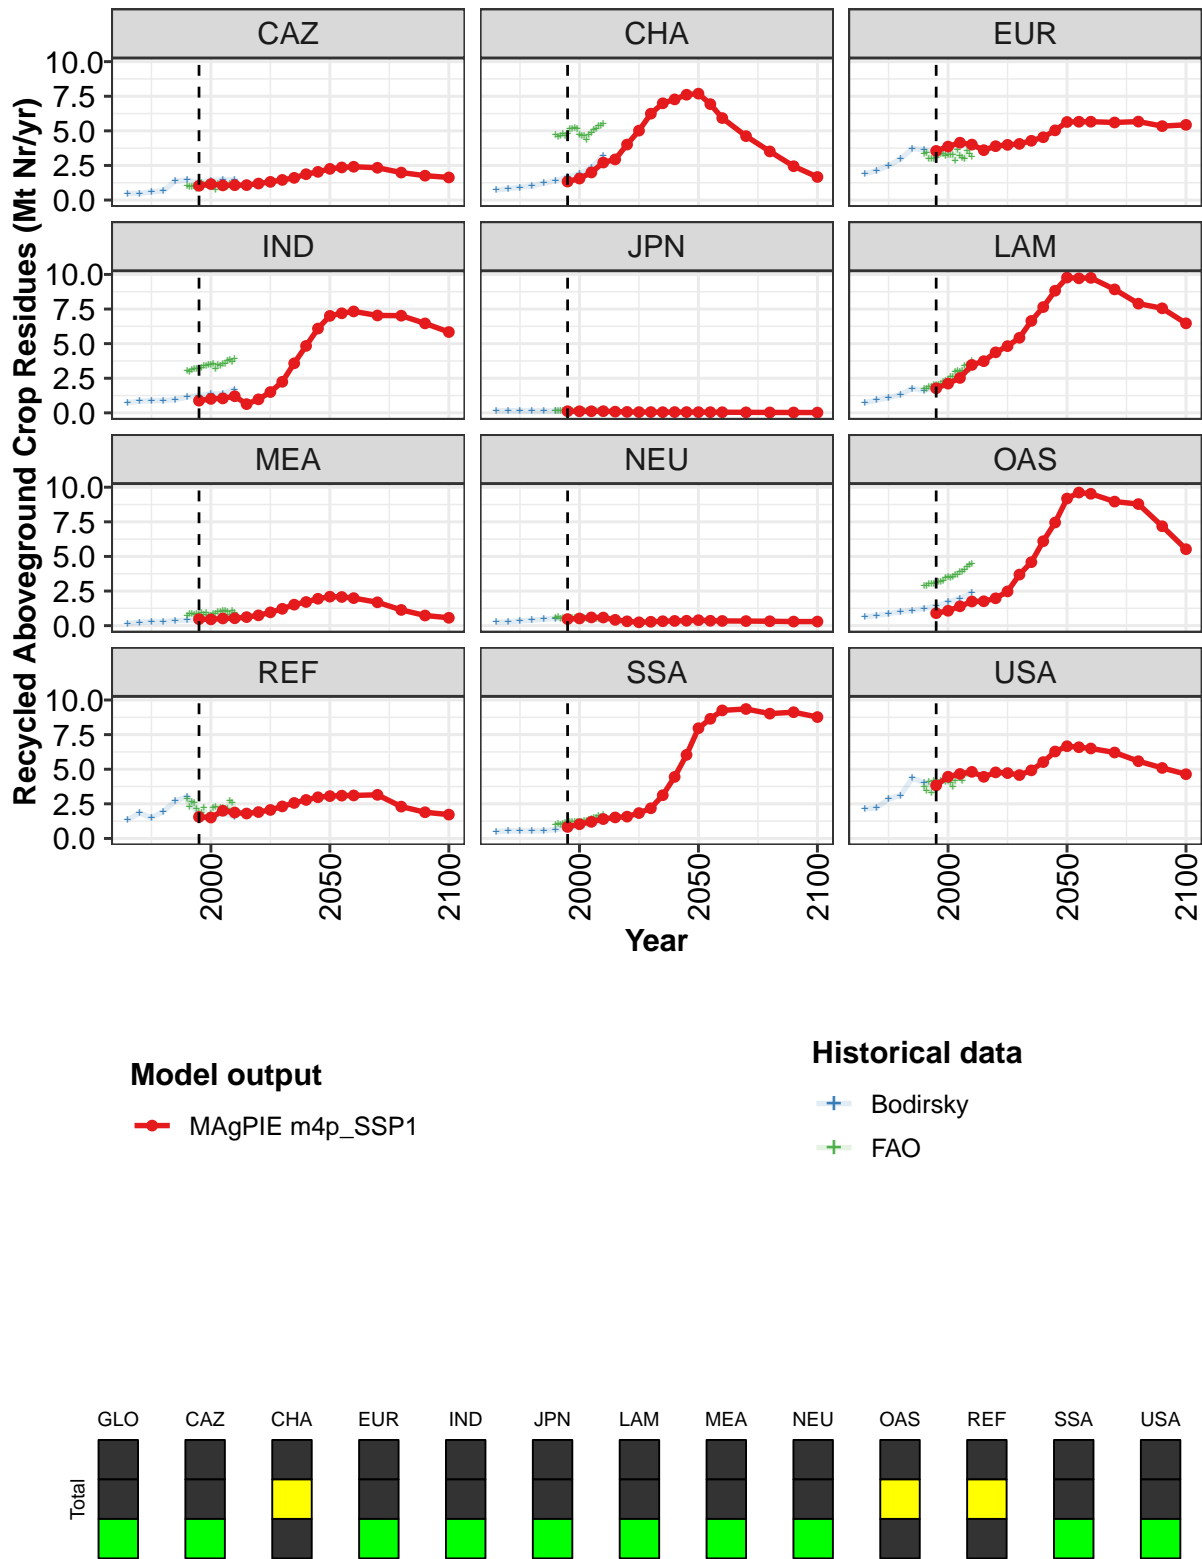 CAZ CHA EUR
10.0
7.5
5.0
2.5
0.0
IND JPN LAM
10.0
7.5
5.0
2.5
0.0
MEA NEU OAS
10.0
7.5
5.0
2.5
0.0
REF SSA USA
10.0
7.5
5.0
2.5
0.0
Recycled Aboveground Crop Residues (Mt Nr/yr)
2000 2050 2100 2000 2050 2100 2000 2050 2100
Year
Model output
MAgPIE m4p_SSP1
Historical data
Bodirsky
FAO
GLO CAZ CHA EUR IND JPN LAM MEA NEU OAS REF SSA USA
Total